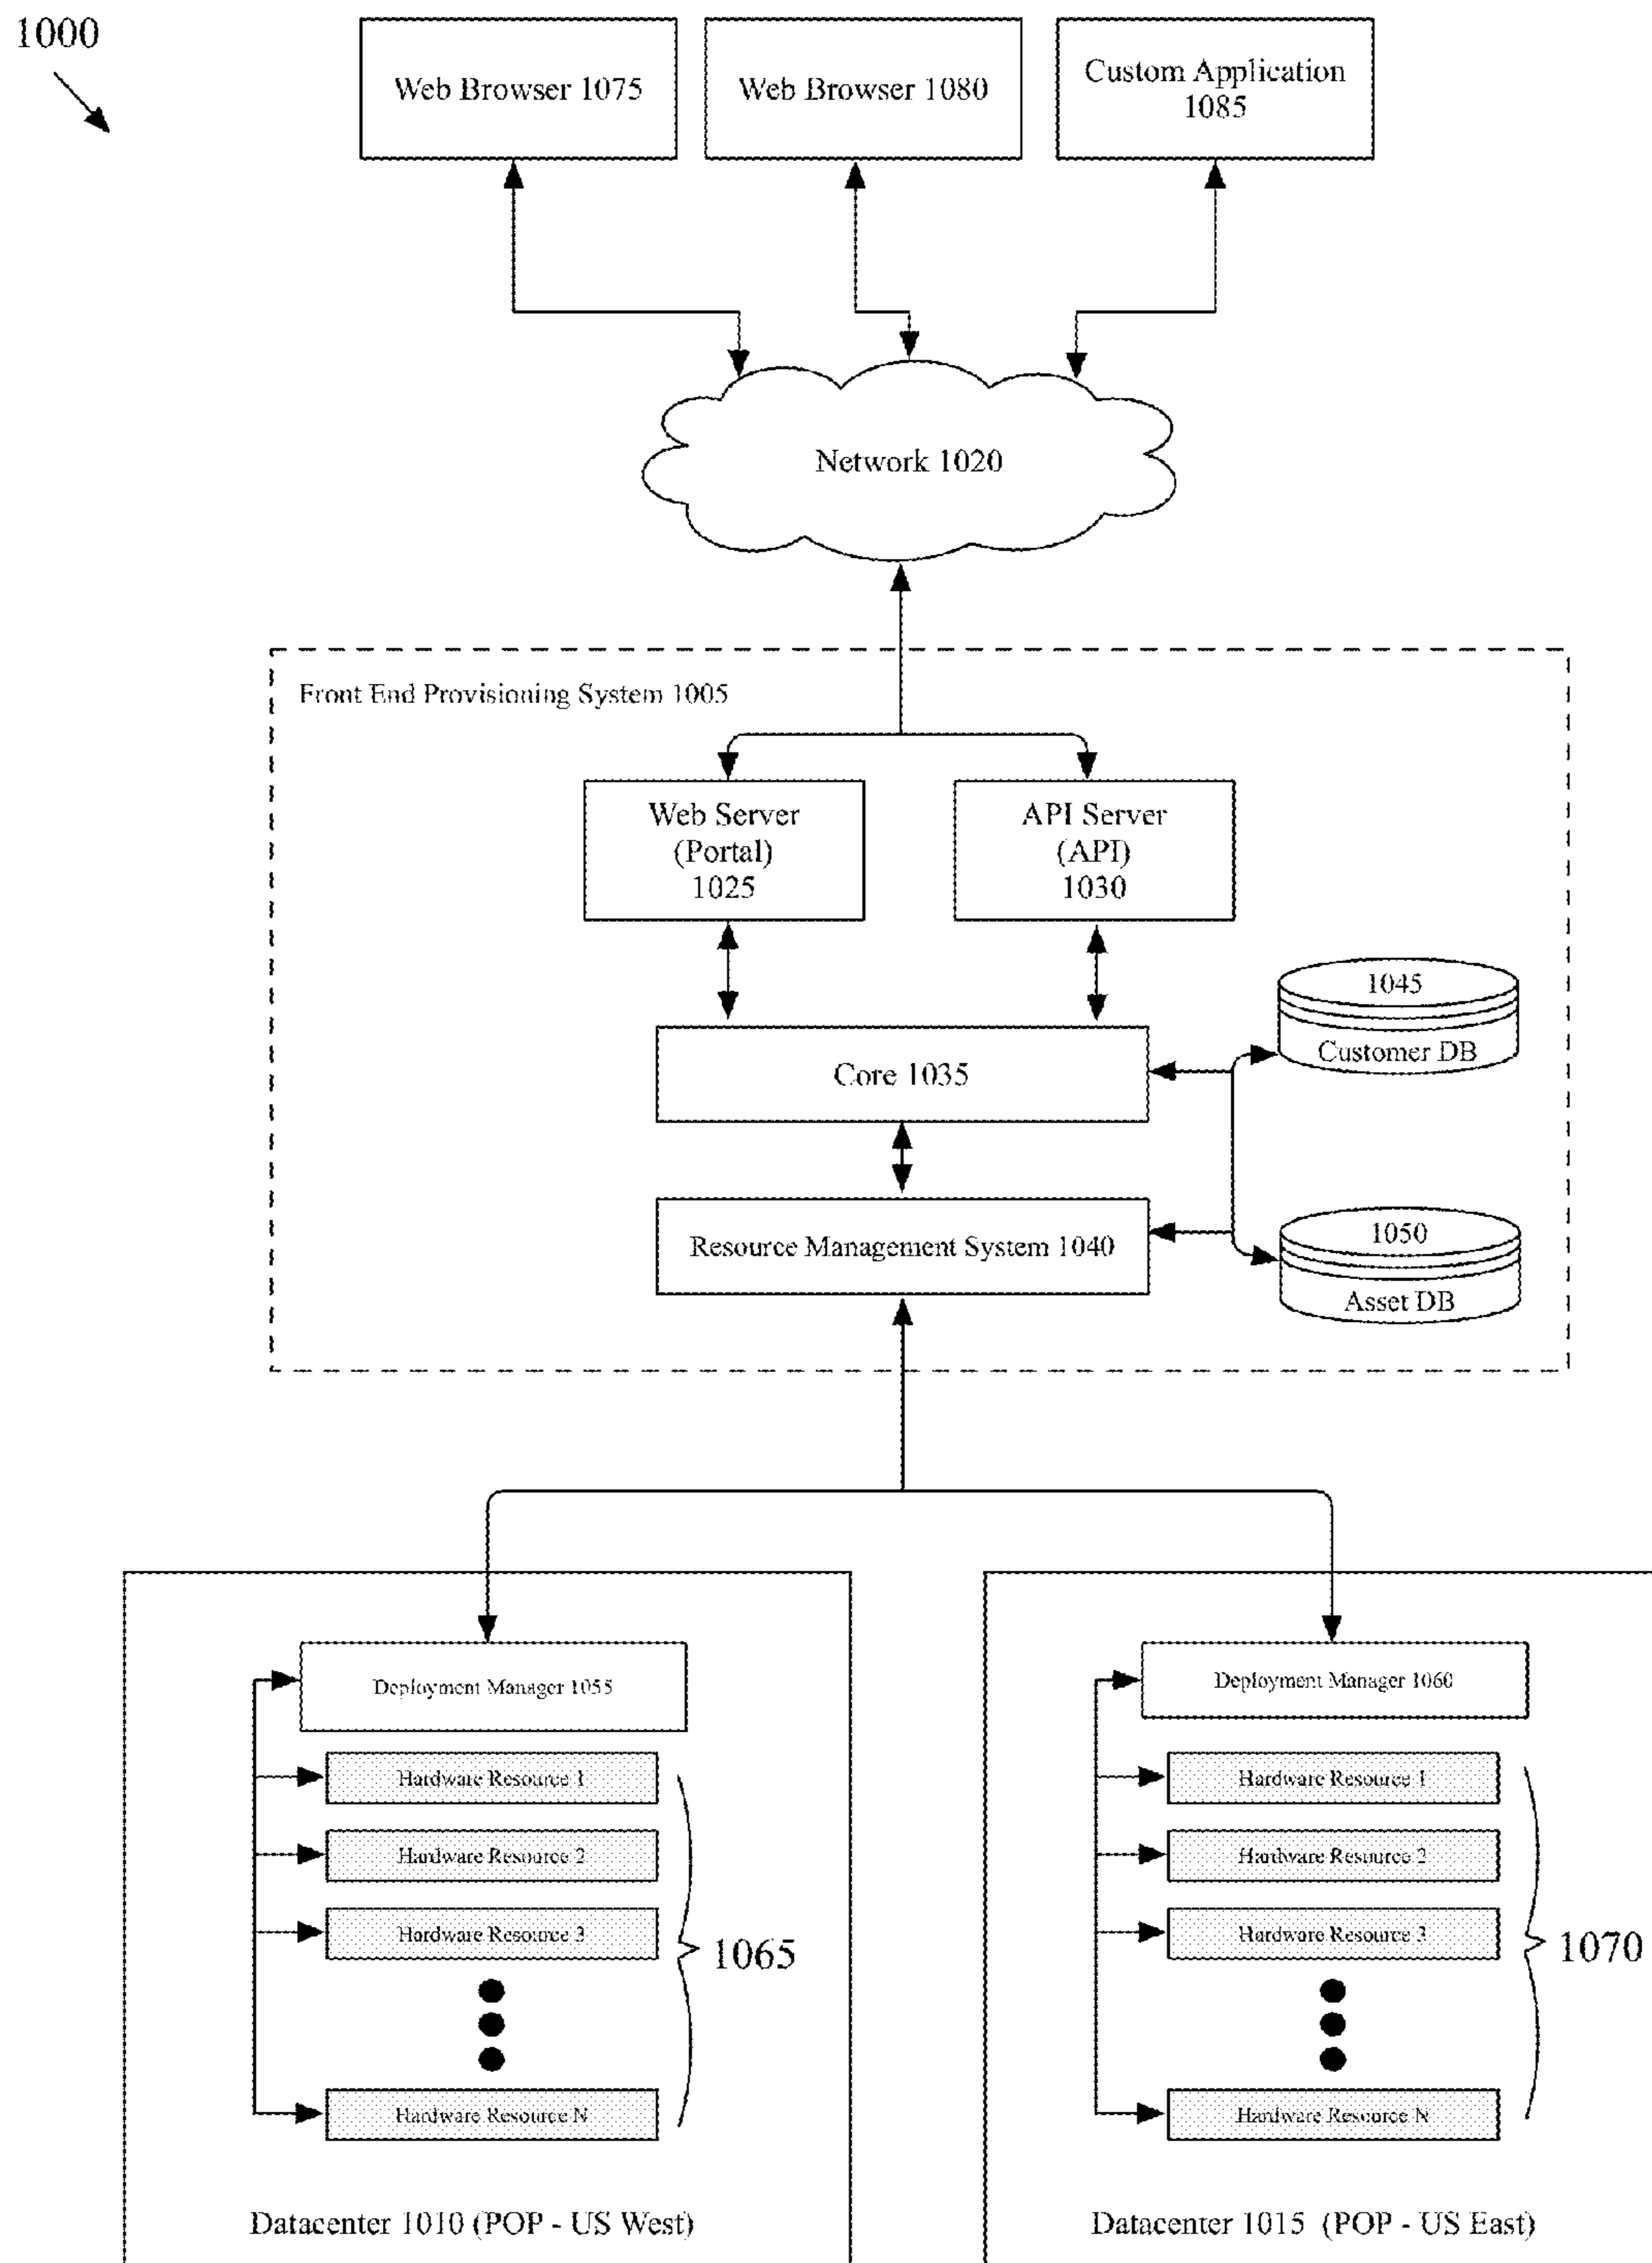 1000
Web Browser 1075
Web Browser 1080
Custom Application
1085
Network 1020
Front End Provisioning System 1005
Web Server
(Portal)
1025
API Server
(API)
1030
1045
Customer DB
Core 1035
Resource Management System 1040
1050
Asset DB
Deployment Manager 1055
Hardware Resource 1
Hardware Resource 2
Hardware Resource 3
Hardware Resource N
1065
Datacenter 1010 (POP - US West)
Deployment Manager 1060
Hardware Resource 1
Hardware Resource 2
Hardware Resource 3
Hardware Resource N
1070
Datacenter 1015 (POP - US East)